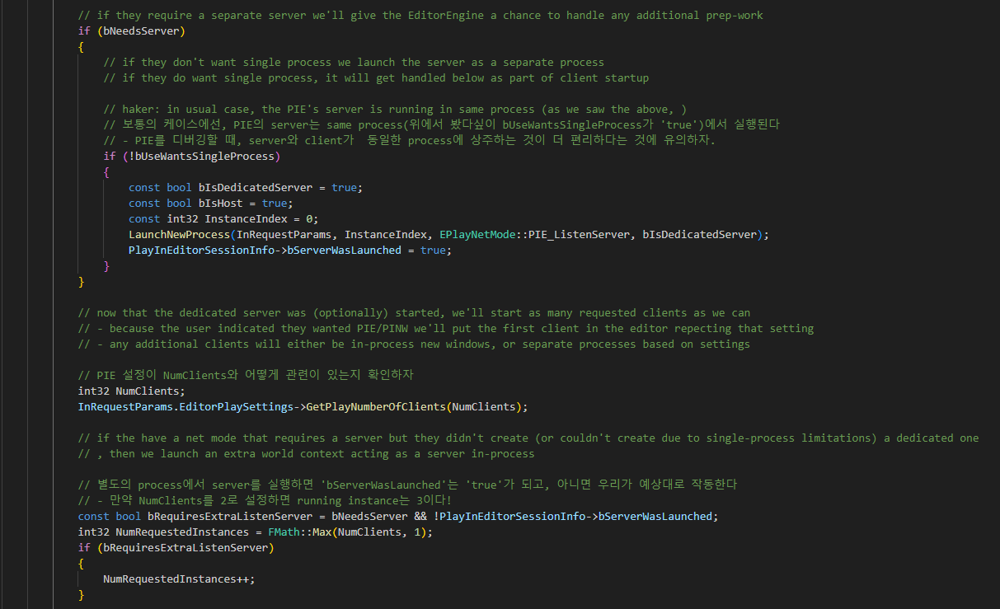 // if they require a separate server we'll give the EditorEngine a chance to handle any additional prep-work
if (bNeedsServer)
{
// if they don't want single process we launch the server as a separate process
// if they do want single process, it will get handled below as part of client startup
// haker: in usual case, the PIE's server is running in same process (as we saw the above, )
// 보통의 케이스에선, PIE의 server는 same process(위에서 봤다싶이 bUseWantsSingleProcess가 'true')에서 실행된다
// - PIE를 디버깅할 때, server와 client가  동일한 process에 상주하는 것이 더 편리하다는 것에 유의하자.
if (!bUseWantsSingleProcess)
{
const bool bIsDedicatedServer = true;
const bool bIsHost = true;
const int32 InstanceIndex = 0;
LaunchNewProcess(InRequestParams, InstanceIndex, EPlayNetMode::PIE_ListenServer, bIsDedicatedServer);
PlayInEditorSessionInfo->bServerWasLaunched = true;
}
}
// now that the dedicated server was (optionally) started, we'll start as many requested clients as we can
// - because the user indicated they wanted PIE/PINW we'll put the first client in the editor repecting that setting
// - any additional clients will either be in-process new windows, or separate processes based on settings
// PIE 설정이 NumClients와 어떻게 관련이 있는지 확인하자
int32 NumClients;
InRequestParams.EditorPlaySettings->GetPlayNumberOfClients(NumClients);
// if the have a net mode that requires a server but they didn't create (or couldn't create due to single-process limitations) a dedicated one
// , then we launch an extra world context acting as a server in-process
// 별도의 process에서 server를 실행하면 'bServerWasLaunched'는 'true'가 되고, 아니면 우리가 예상대로 작동한다
// - 만약 NumClients를 2로 설정하면 running instance는 3이다!
const bool bRequiresExtraListenServer = bNeedsServer && !PlayInEditorSessionInfo->bServerWasLaunched;
int32 NumRequestedInstances = FMath::Max(NumClients, 1);
if (bRequiresExtraListenServer)
{
NumRequestedInstances++;
}